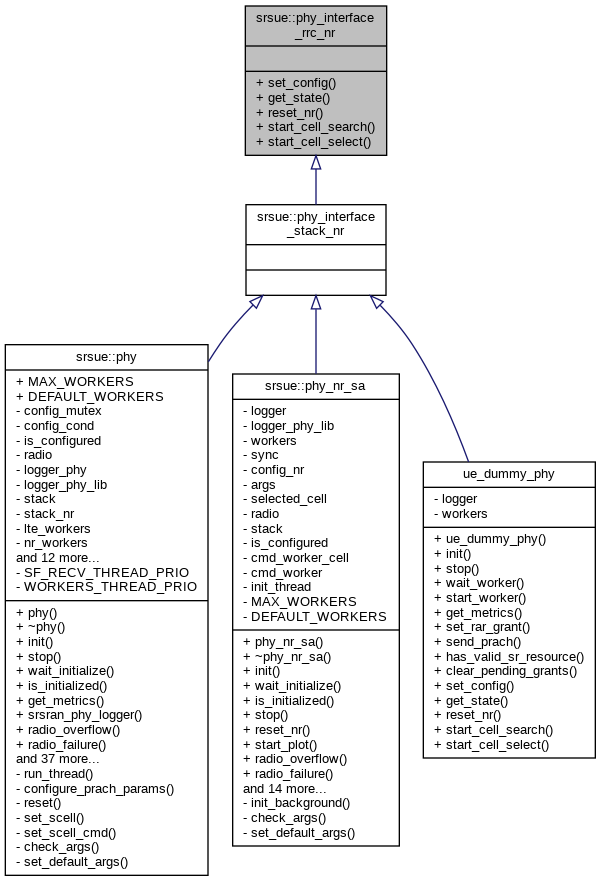 srsue::phy_interface
_rrc_nr
+ set_config()
+ get_state()
+ reset_nr()
+ start_cell_search()
+ start_cell_select()
srsue::phy_interface
_stack_nr
srsue::phy
+ MAX_WORKERS
+ DEFAULT_WORKERS
- config_mutex
- config_cond
- is_configured
- radio
- logger_phy
- logger_phy_lib
- stack
- stack_nr
- lte_workers
- nr_workers
and 12 more...
- SF_RECV_THREAD_PRIO
- WORKERS_THREAD_PRIO
+ phy()
+ ~phy()
+ init()
+ stop()
+ wait_initialize()
+ is_initialized()
+ get_metrics()
+ srsran_phy_logger()
+ radio_overflow()
+ radio_failure()
and 37 more...
- run_thread()
- configure_prach_params()
- reset()
- set_scell()
- set_scell_cmd()
- check_args()
- set_default_args()
srsue::phy_nr_sa
- logger
- logger_phy_lib
- workers
- sync
- config_nr
- args
- selected_cell
- radio
- stack
- is_configured
- cmd_worker_cell
- cmd_worker
- init_thread
- MAX_WORKERS
- DEFAULT_WORKERS
+ phy_nr_sa()
+ ~phy_nr_sa()
+ init()
+ wait_initialize()
+ is_initialized()
+ stop()
+ reset_nr()
+ start_plot()
+ radio_overflow()
+ radio_failure()
and 14 more...
- init_background()
- check_args()
- set_default_args()
ue_dummy_phy
- logger
- workers
+ ue_dummy_phy()
+ init()
+ stop()
+ wait_worker()
+ start_worker()
+ get_metrics()
+ set_rar_grant()
+ send_prach()
+ has_valid_sr_resource()
+ clear_pending_grants()
+ set_config()
+ get_state()
+ reset_nr()
+ start_cell_search()
+ start_cell_select()